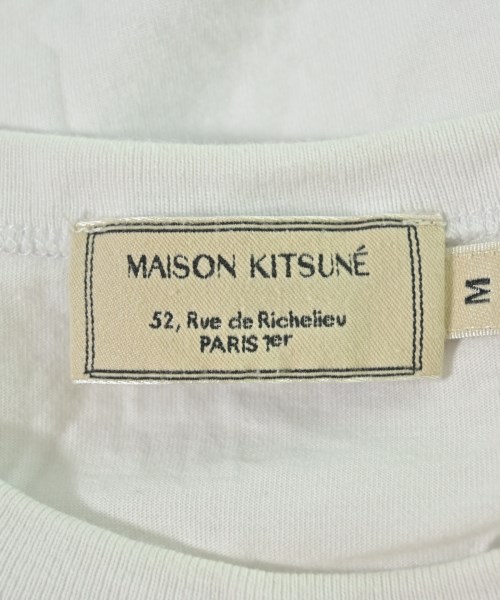 MAISON KITSUNÉ
52, Rue de Richelieu
PARIS 1er
M